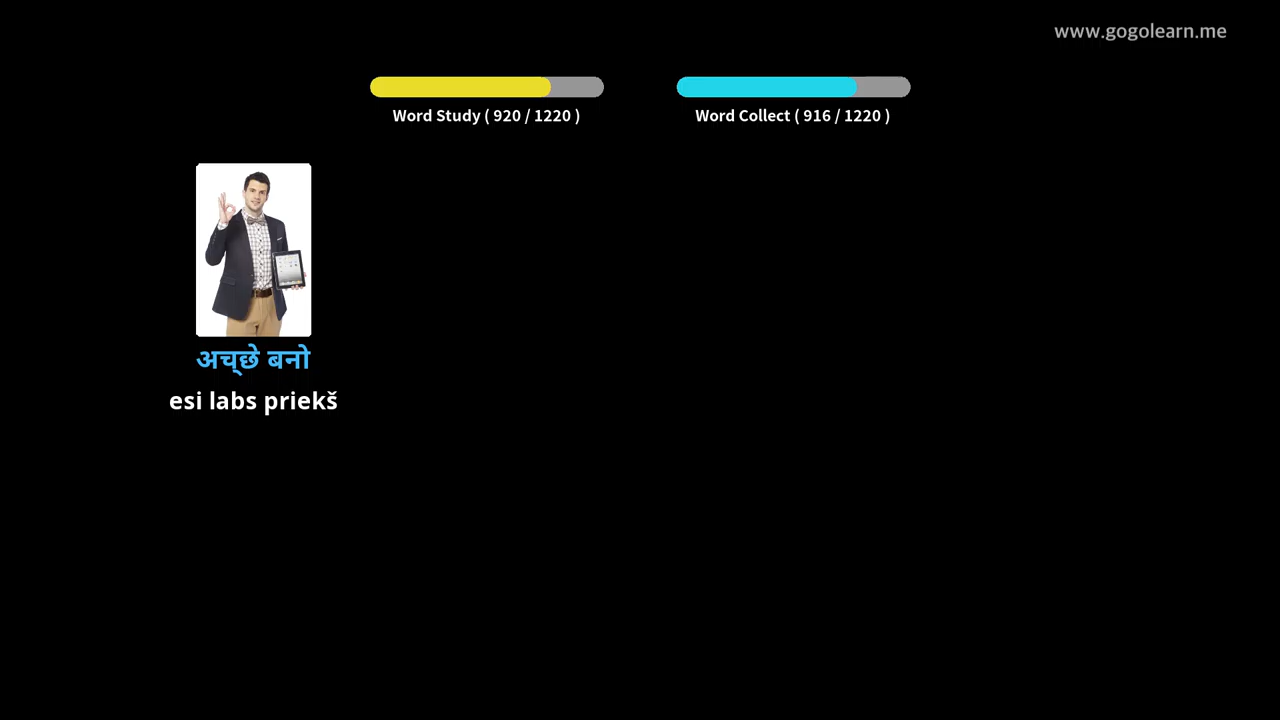 www.gogolearn.me
Word Study ( 920 / 1220 )
Word Collect ( 916 / 1220 )
अच्छे बनो
esi labs priekš